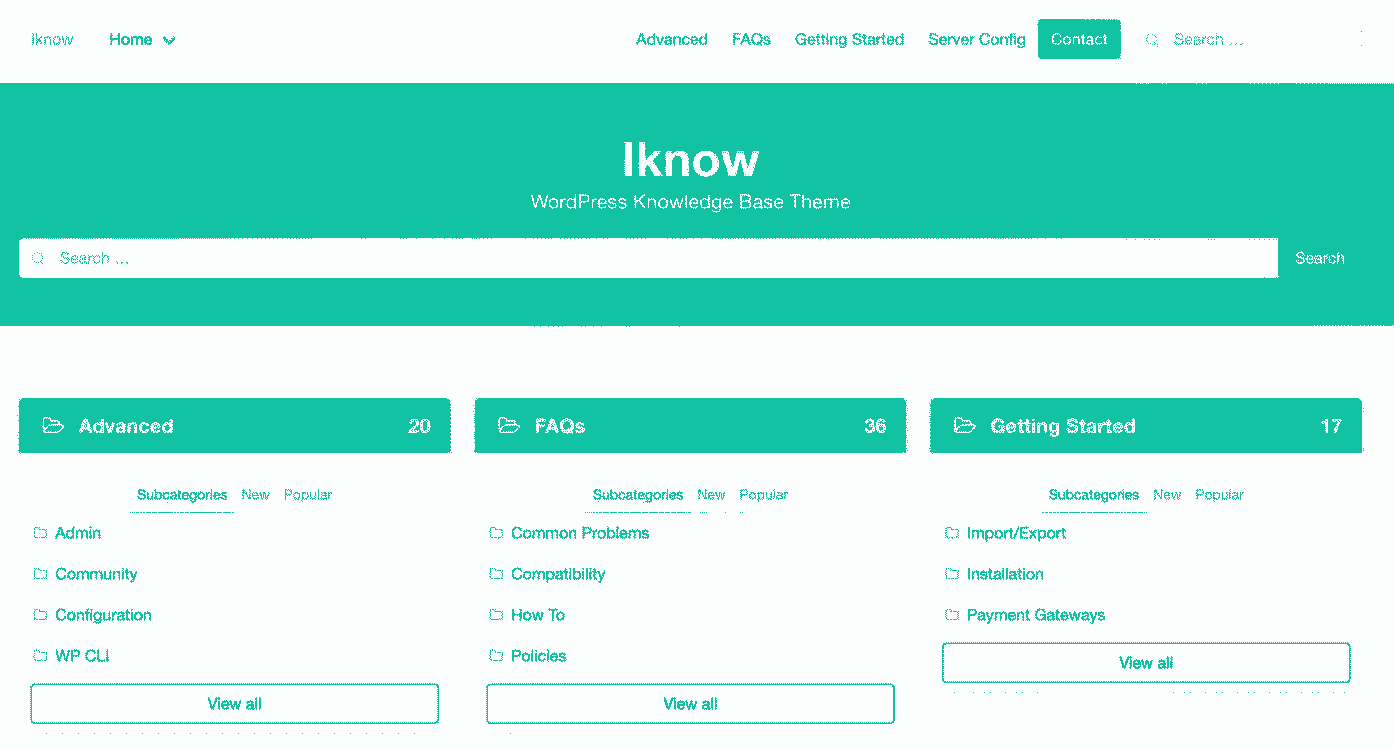 Iknow Home Advanced FAQs Getting Started Server Config Contact Search ...
Iknow
WordPress Knowledge Base Theme
Search ... Search
Advanced 20
Subcategories New Popular
Admin
Community
Configuration
WP CLI
View all
FAQs 36
Subcategories New Popular
Common Problems
Compatibility
How To
Policies
View all
Getting Started 17
Subcategories New Popular
Import/Export
Installation
Payment Gateways
View all